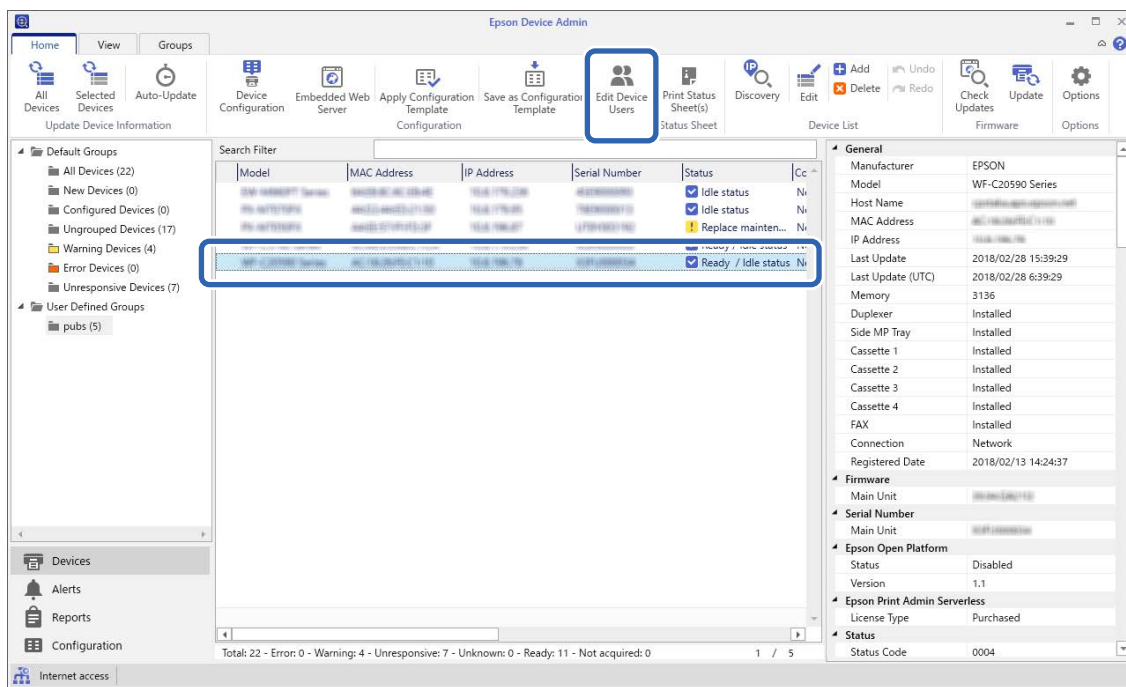 Epson Device Admin
Home View Groups
All Devices
Selected Devices
Auto-Update
Update Device Information
Device Configuration
Embedded Web Server
Apply Configuration Template
Save as Configuration Template
Configuration
Edit Device Users
Print Status Sheet(s)
Status Sheet
Discovery
Edit
Add
Delete
Undo
Redo
Device List
Check Updates
Update
Firmware
Options
Options
Default Groups
All Devices (22)
New Devices (0)
Configured Devices (0)
Ungrouped Devices (17)
Warning Devices (4)
Error Devices (0)
Unresponsive Devices (7)
User Defined Groups
pubs (5)
Devices
Alerts
Reports
Configuration
Search Filter
Model MAC Address IP Address Serial Number Status
Idle status
Idle status
Replace mainten...
Ready / Idle status
Ready / Idle status
Total: 22 - Error: 0 - Warning: 4 - Unresponsive: 7 - Unknown: 0 - Ready: 11 - Not acquired: 0 1 / 5
General
Manufacturer EPSON
Model WF-C20590 Series
Host Name
MAC Address
IP Address
Last Update 2018/02/28 15:39:29
Last Update (UTC) 2018/02/28 6:39:29
Memory 3136
Duplexer Installed
Side MP Tray Installed
Cassette 1 Installed
Cassette 2 Installed
Cassette 3 Installed
Cassette 4 Installed
FAX Installed
Connection Network
Registered Date 2018/02/13 14:24:37
Firmware
Main Unit
Serial Number
Main Unit
Epson Open Platform
Status Disabled
Version 1.1
Epson Print Admin Serverless
License Type Purchased
Status
Status Code 0004
Internet access